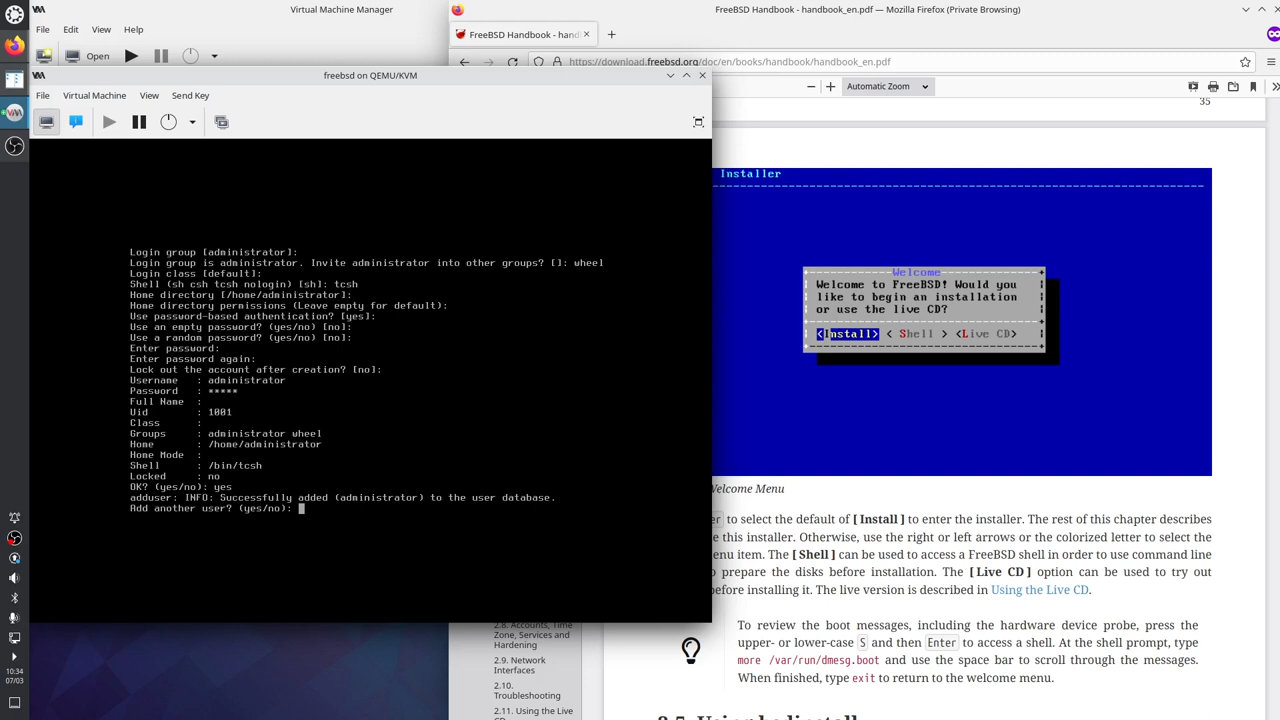 Virtual Machine Manager
File Edit View Help
Open
FreeBSD Handbook - handbook_en.pdf — Mozilla Firefox (Private Browsing)
FreeBSD Handbook - hand
https://download.freebsd.org/doc/en/books/handbook/handbook_en.pdf
Automatic Zoom
35
freebsd on QEMU/KVM
File Virtual Machine View Send Key
Login group [administrator]:
Login group is administrator. Invite administrator into other groups? []: wheel
Login class [default]:
Shell (sh csh tcsh nologin) [sh]: tcsh
Home directory [/home/administrator]:
Home directory permissions (Leave empty for default):
Use password-based authentication? [yes]:
Use an empty password? (yes/no) [no]:
Use a random password? (yes/no) [no]:
Enter password:
Enter password again:
Lock out the account after creation? [no]:
Username : administrator
Password : *****
Full Name :
Uid : 1001
Class :
Groups : administrator wheel
Home : /home/administrator
Home Mode :
Shell : /bin/tcsh
Locked : no
OK? (yes/no): yes
adduser: INFO: Successfully added (administrator) to the user database.
Add another user? (yes/no):
Installer
Welcome
Welcome to FreeBSD! Would you
like to begin an installation
or use the live CD?
<Install> < Shell > <Live CD>
Welcome Menu
to select the default of [ Install ] to enter the installer. The rest of this chapter describes
this installer. Otherwise, use the right or left arrows or the colorized letter to select the
item. The [ Shell ] can be used to access a FreeBSD shell in order to use command line
prepare the disks before installation. The [ Live CD ] option can be used to try out
before installing it. The live version is described in Using the Live CD.
To review the boot messages, including the hardware device probe, press the
upper- or lower-case S and then Enter to access a shell. At the shell prompt, type
more /var/run/dmesg.boot and use the space bar to scroll through the messages.
When finished, type exit to return to the welcome menu.
2.8. Accounts, Time
Zone, Services and
Hardening
2.9. Network
Interfaces
2.10.
Troubleshooting
2.11. Using the Live
10:34
07/03